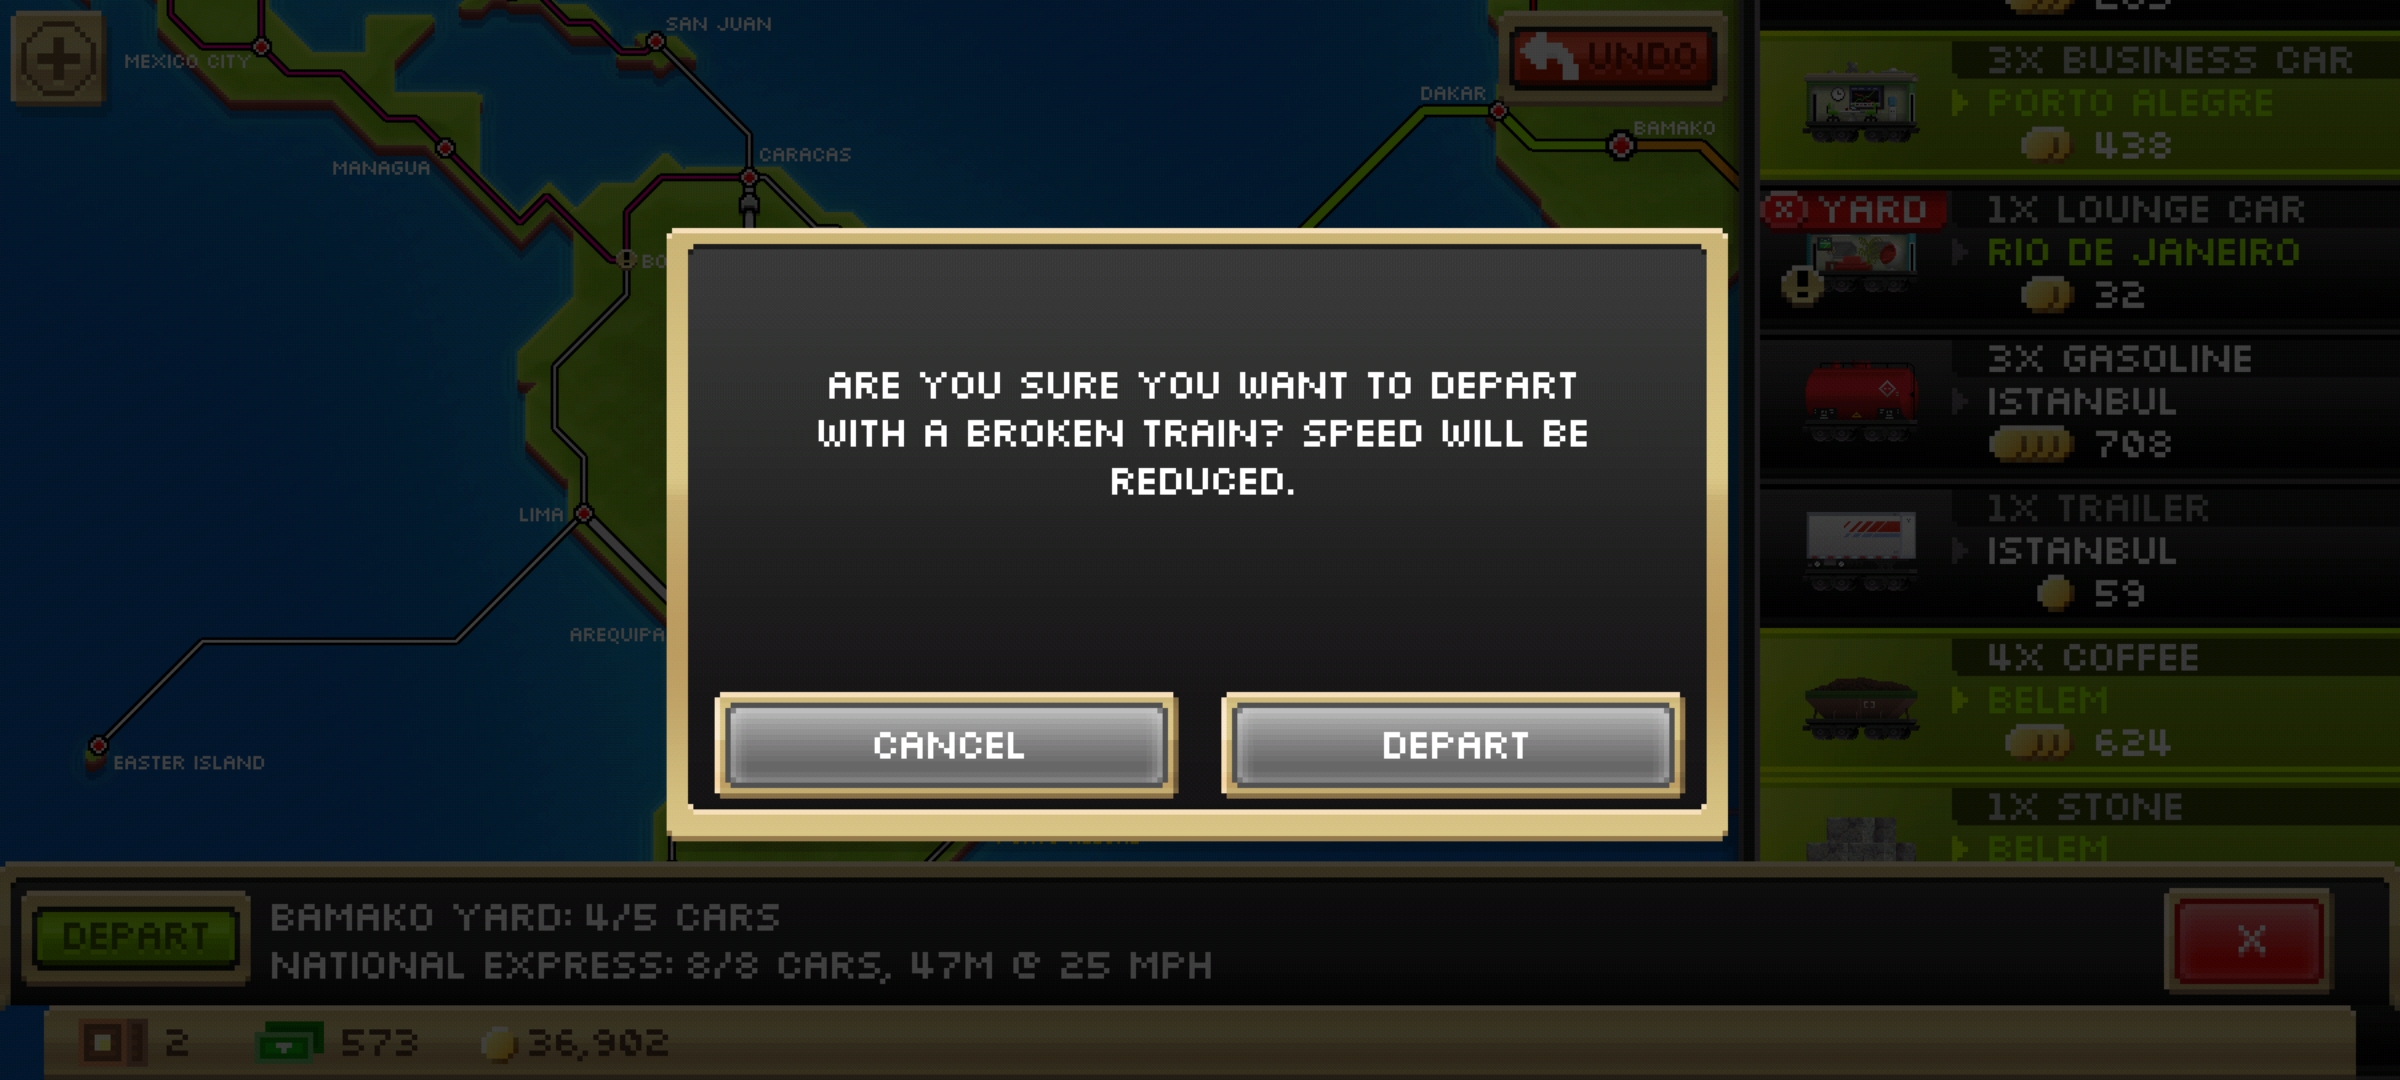 SAN JUAN
MEXICO CITY
UNDO
DAKAR
BAMAKO
CARACAS
MANAGUA
BO
LIMA
AREQUIPA
EASTER ISLAND
3X BUSINESS CAR
PORTO ALEGRE
438
YARD
1X LOUNGE CAR
RIO DE JANEIRO
32
3X GASOLINE
ISTANBUL
708
1X TRAILER
ISTANBUL
59
4X COFFEE
BELEM
624
1X STONE
BELEM
ARE YOU SURE YOU WANT TO DEPART
WITH A BROKEN TRAIN? SPEED WILL BE
REDUCED.
CANCEL
DEPART
DEPART
BAMAKO YARD: 4/5 CARS
NATIONAL EXPRESS: 8/8 CARS, 47M @ 25 MPH
X
2
573
36,902